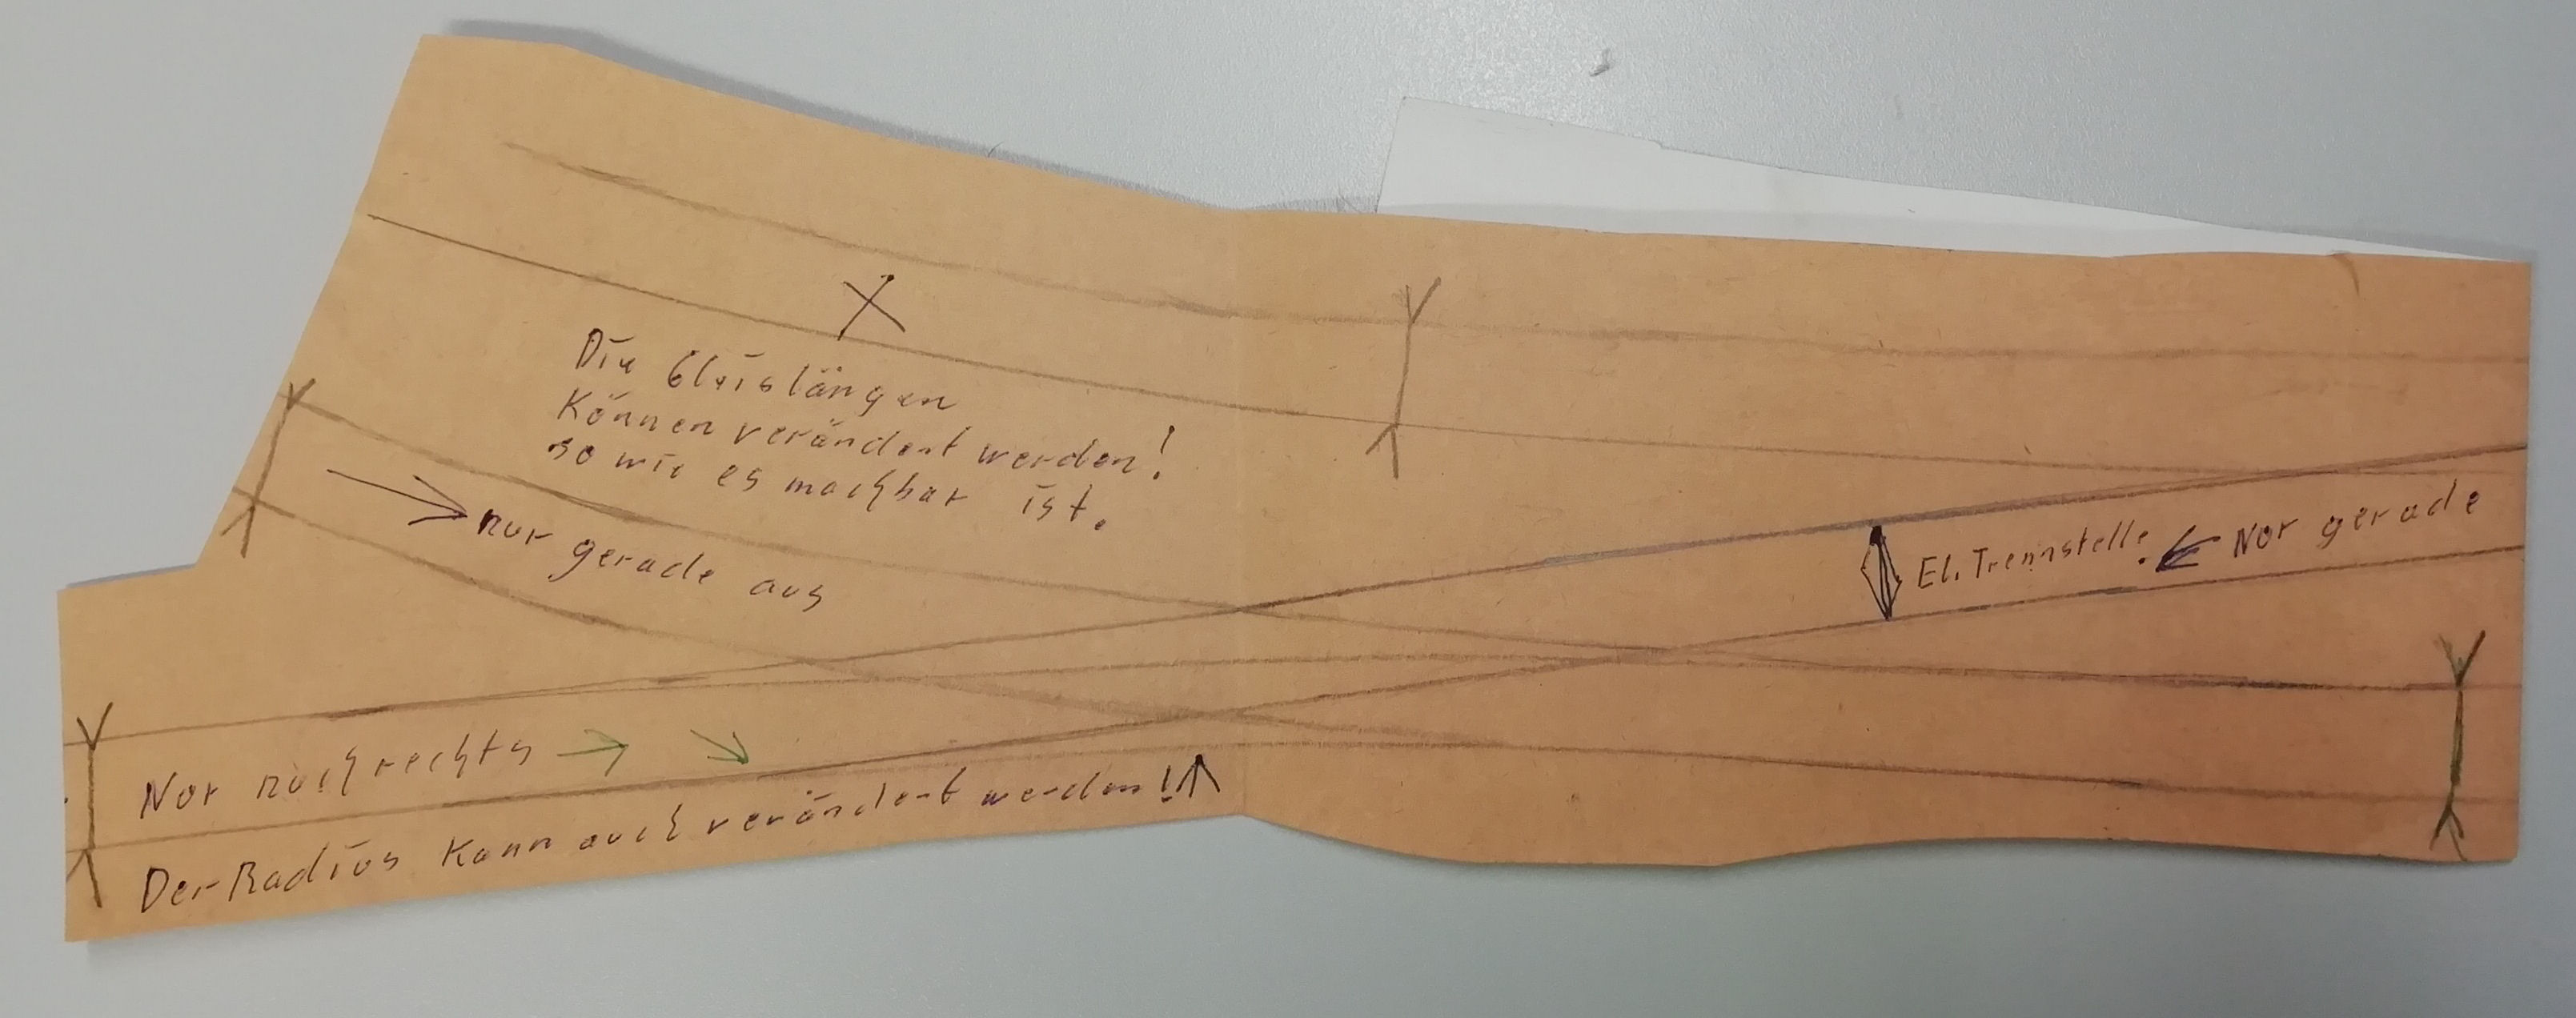 X
Die Gleislängen
Können verändert werden!
so wie es machbar ist.
nur gerade aus
El. Trennstelle. ← Nur gerade
Nur nach rechts → 
Der Radius Kann auch verändert werden!